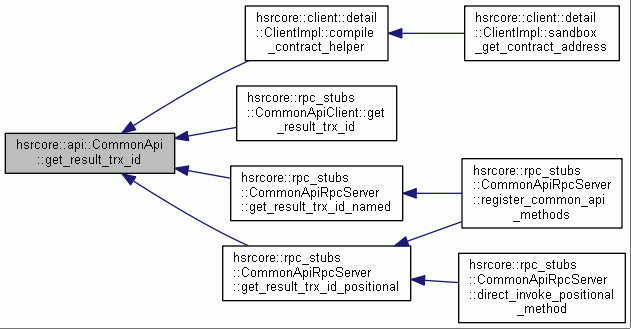 hsrcore::api::CommonApi
::get_result_trx_id
hsrcore::client::detail
::ClientImpl::compile
_contract_helper
hsrcore::client::detail
::ClientImpl::sandbox
_get_contract_address
hsrcore::rpc_stubs
::CommonApiClient::get
_result_trx_id
hsrcore::rpc_stubs
::CommonApiRpcServer
::get_result_trx_id_named
hsrcore::rpc_stubs
::CommonApiRpcServer
::register_common_api
_methods
hsrcore::rpc_stubs
::CommonApiRpcServer
::get_result_trx_id_positional
hsrcore::rpc_stubs
::CommonApiRpcServer
::direct_invoke_positional
_method